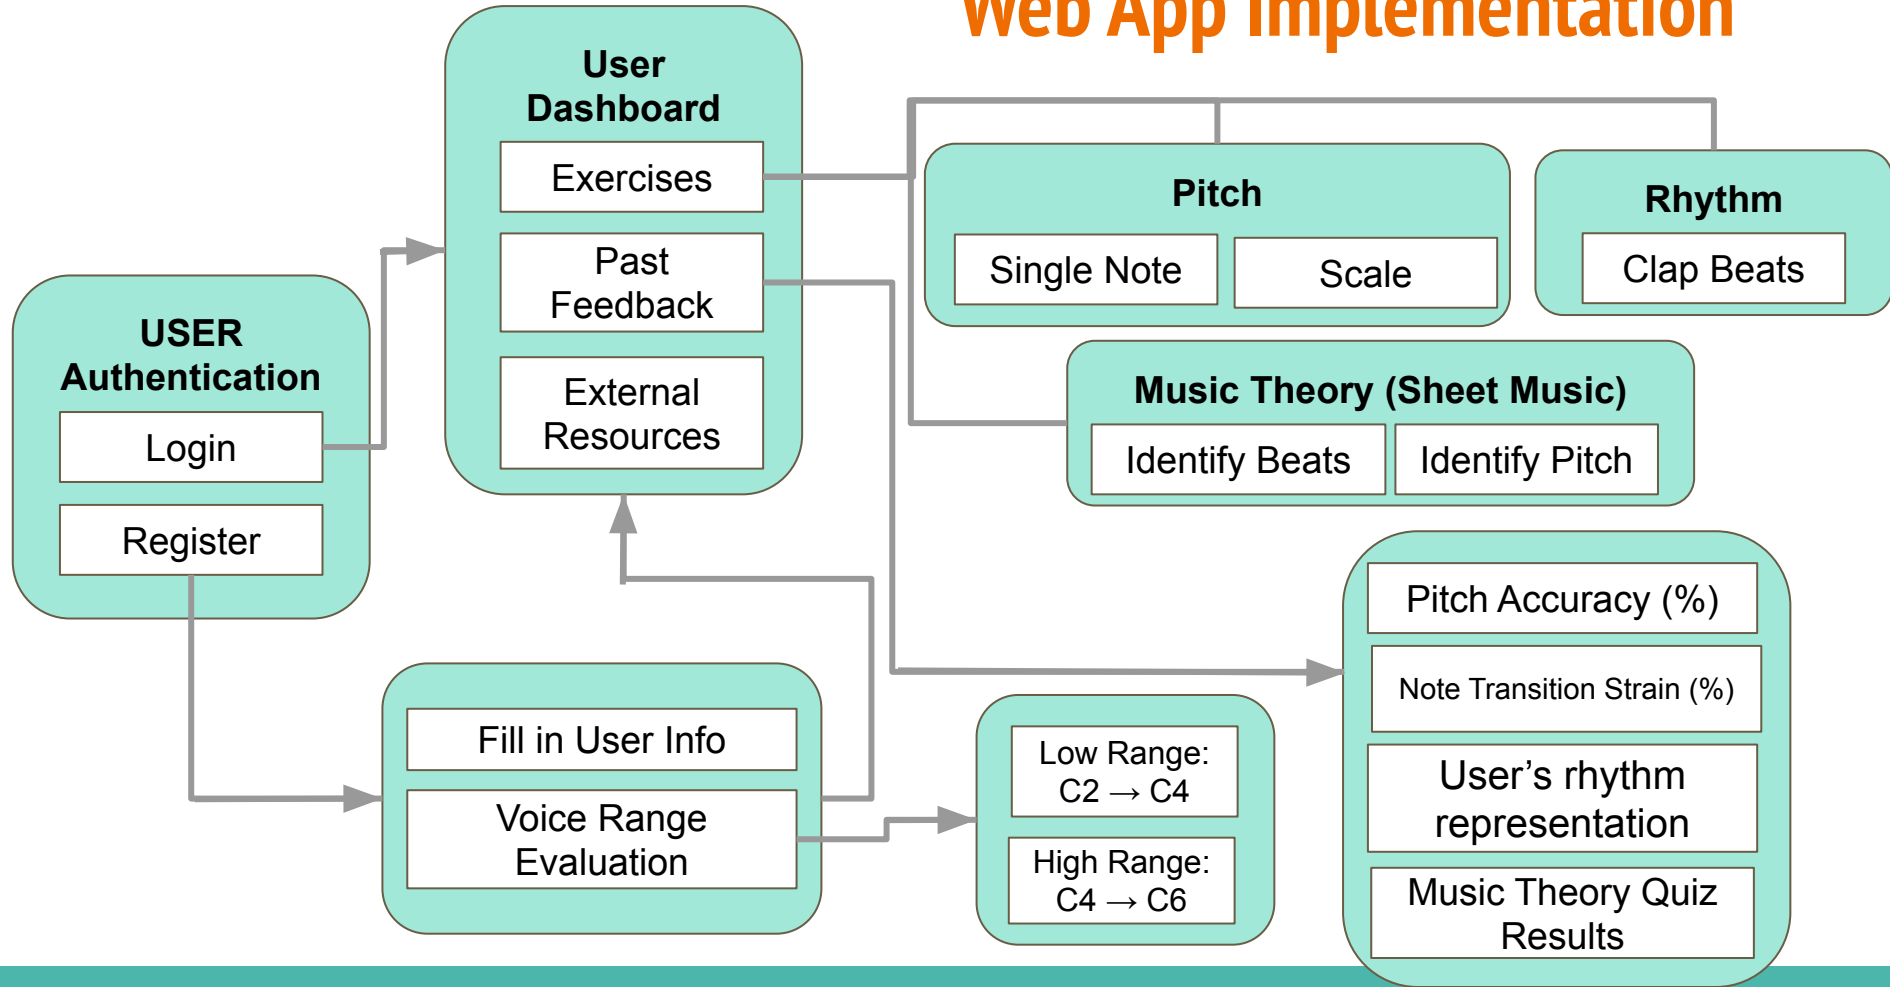 Web App Implementation
User
Dashboard
Exercises
Past
Feedback
External
Resources
USER
Authentication
Login
Register
Pitch
Single Note
Scale
Rhythm
Clap Beats
Music Theory (Sheet Music)
Identify Beats
Identify Pitch
Fill in User Info
Voice Range
Evaluation
Low Range:
C2 → C4
High Range:
C4 → C6
Pitch Accuracy (%)
Note Transition Strain (%)
User’s rhythm
representation
Music Theory Quiz
Results